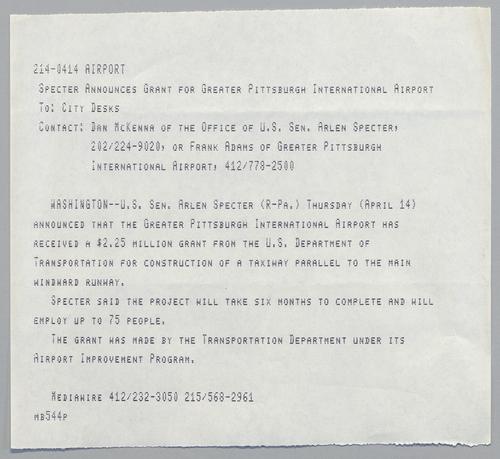 214-0414 AIRPORT
Specter Announces Grant for Greater Pittsburgh International Airport
To: City Desks
Contact: Dan McKenna of the Office of U.S. Sen. Arlen Specter,
202/224-9020, or Frank Adams of Greater Pittsburgh
International Airport, 412/778-2500
WASHINGTON--U.S. Sen. Arlen Specter (R-Pa.) Thursday (April 14)
announced that the Greater Pittsburgh International Airport has
received a $2.25 million grant from the U.S. Department of
Transportation for construction of a taxiway parallel to the main
windward runway.
Specter said the project will take six months to complete and will
employ up to 75 people.
The grant was made by the Transportation Department under its
Airport Improvement Program.
Mediawire 412/232-3050 215/568-2961
mb544p